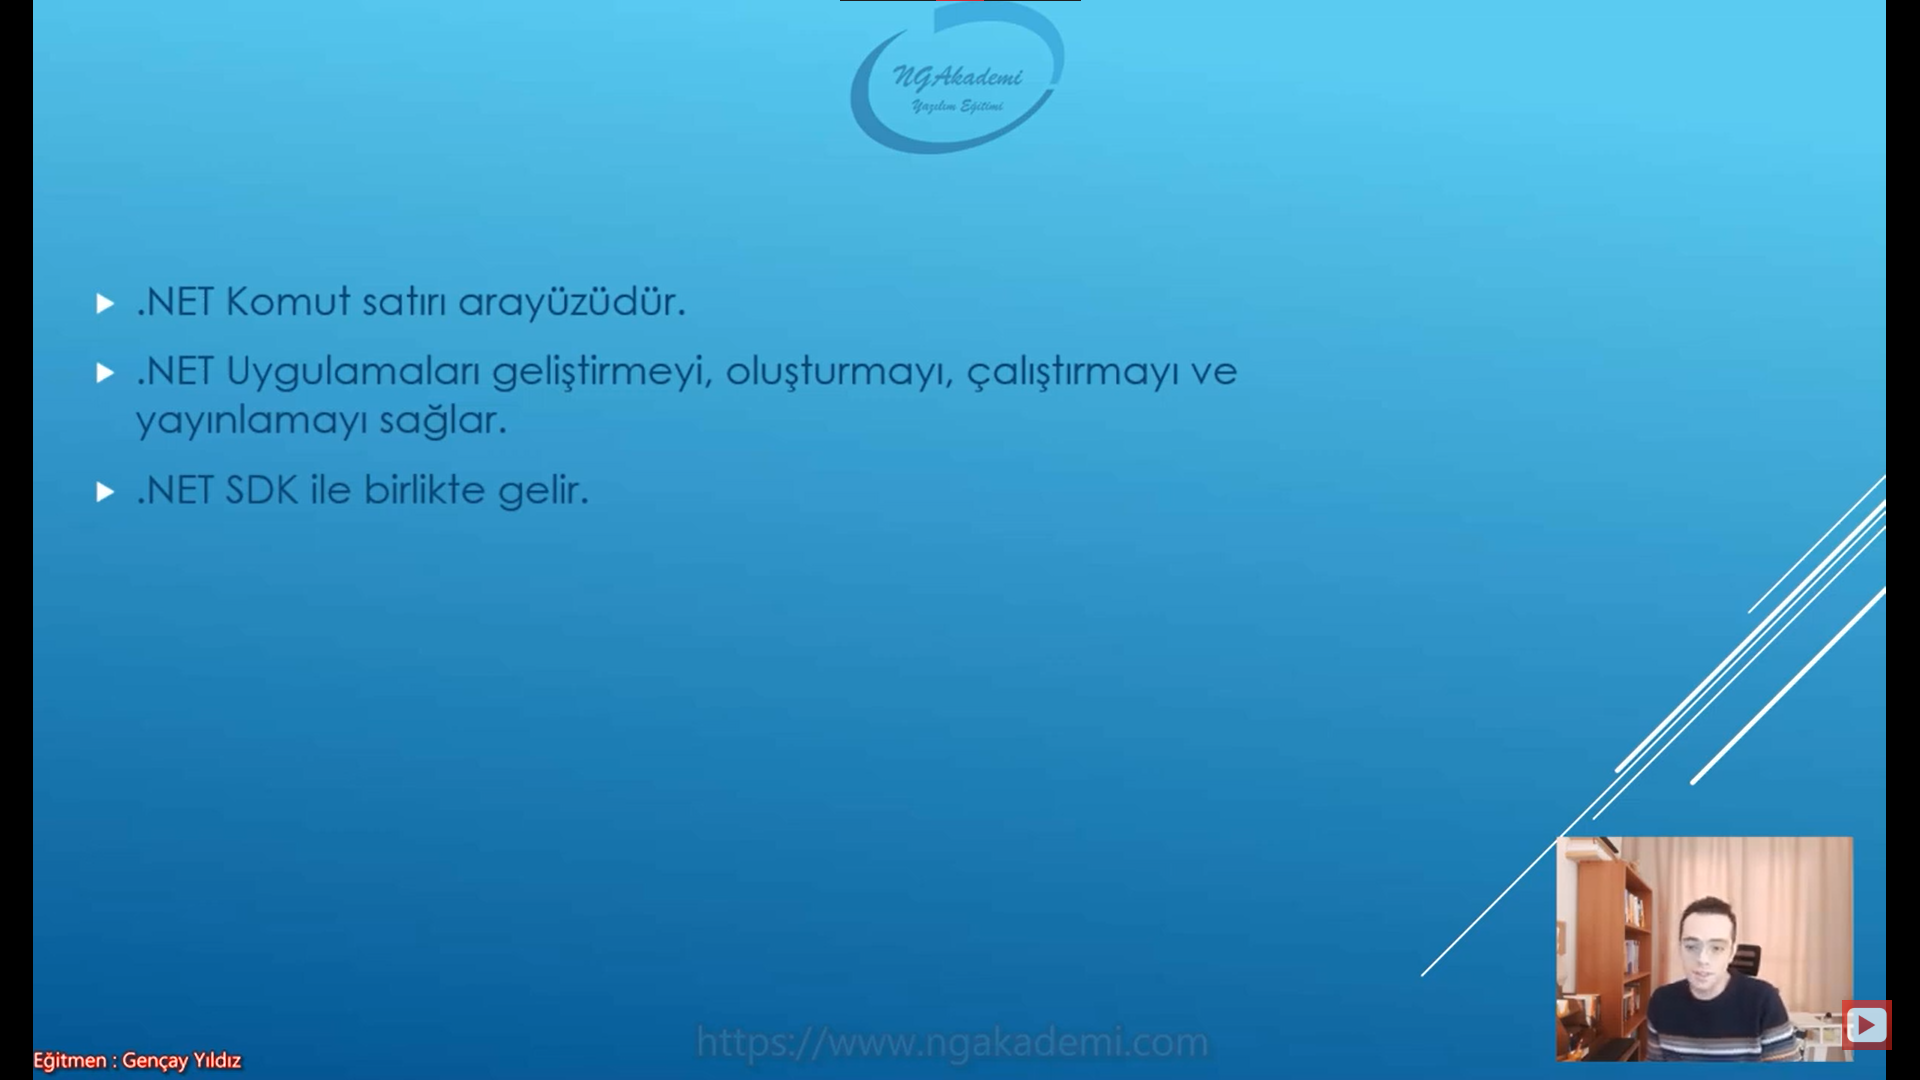 NGAkademi
Yazılım Eğitimi
.NET Komut satırı arayüzüdür.
.NET Uygulamaları geliştirmeyi, oluşturmayı, çalıştırmayı ve
yayınlamayı sağlar.
.NET SDK ile birlikte gelir.
https://www.ngakademi.com
Eğitmen : Gençay Yıldız